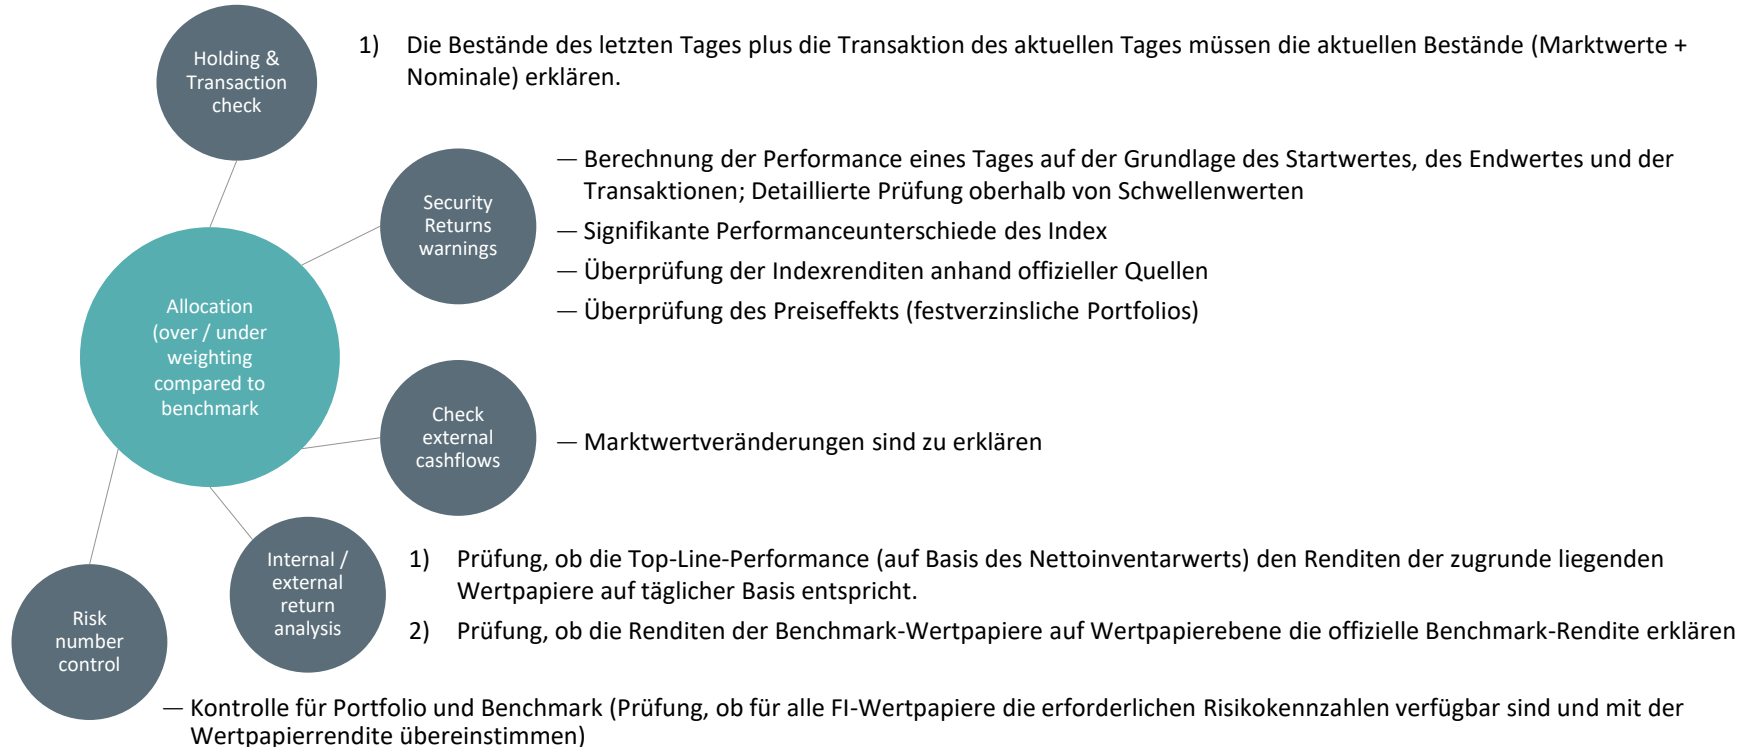 Holding &
Transaction
check
1) Die Bestände des letzten Tages plus die Transaktion des aktuellen Tages müssen die aktuellen Bestände (Marktwerte +
Nominale) erklären.
Security
Returns
warnings
— Berechnung der Performance eines Tages auf der Grundlage des Startwertes, des Endwertes und der
Transaktionen; Detaillierte Prüfung oberhalb von Schwellenwerten
— Signifikante Performanceunterschiede des Index
— Überprüfung der Indexrenditen anhand offizieller Quellen
— Überprüfung des Preiseffekts (festverzinsliche Portfolios)
Allocation
(over / under
weighting
compared to
benchmark
Check
external
cashflows
— Marktwertveränderungen sind zu erklären
Internal /
external
return
analysis
1) Prüfung, ob die Top-Line-Performance (auf Basis des Nettoinventarwerts) den Renditen der zugrunde liegenden
Wertpapiere auf täglicher Basis entspricht.
2) Prüfung, ob die Renditen der Benchmark-Wertpapiere auf Wertpapierebene die offizielle Benchmark-Rendite erklären
Risk
number
control
— Kontrolle für Portfolio und Benchmark (Prüfung, ob für alle FI-Wertpapiere die erforderlichen Risikokennzahlen verfügbar sind und mit der
Wertpapierrendite übereinstimmen)